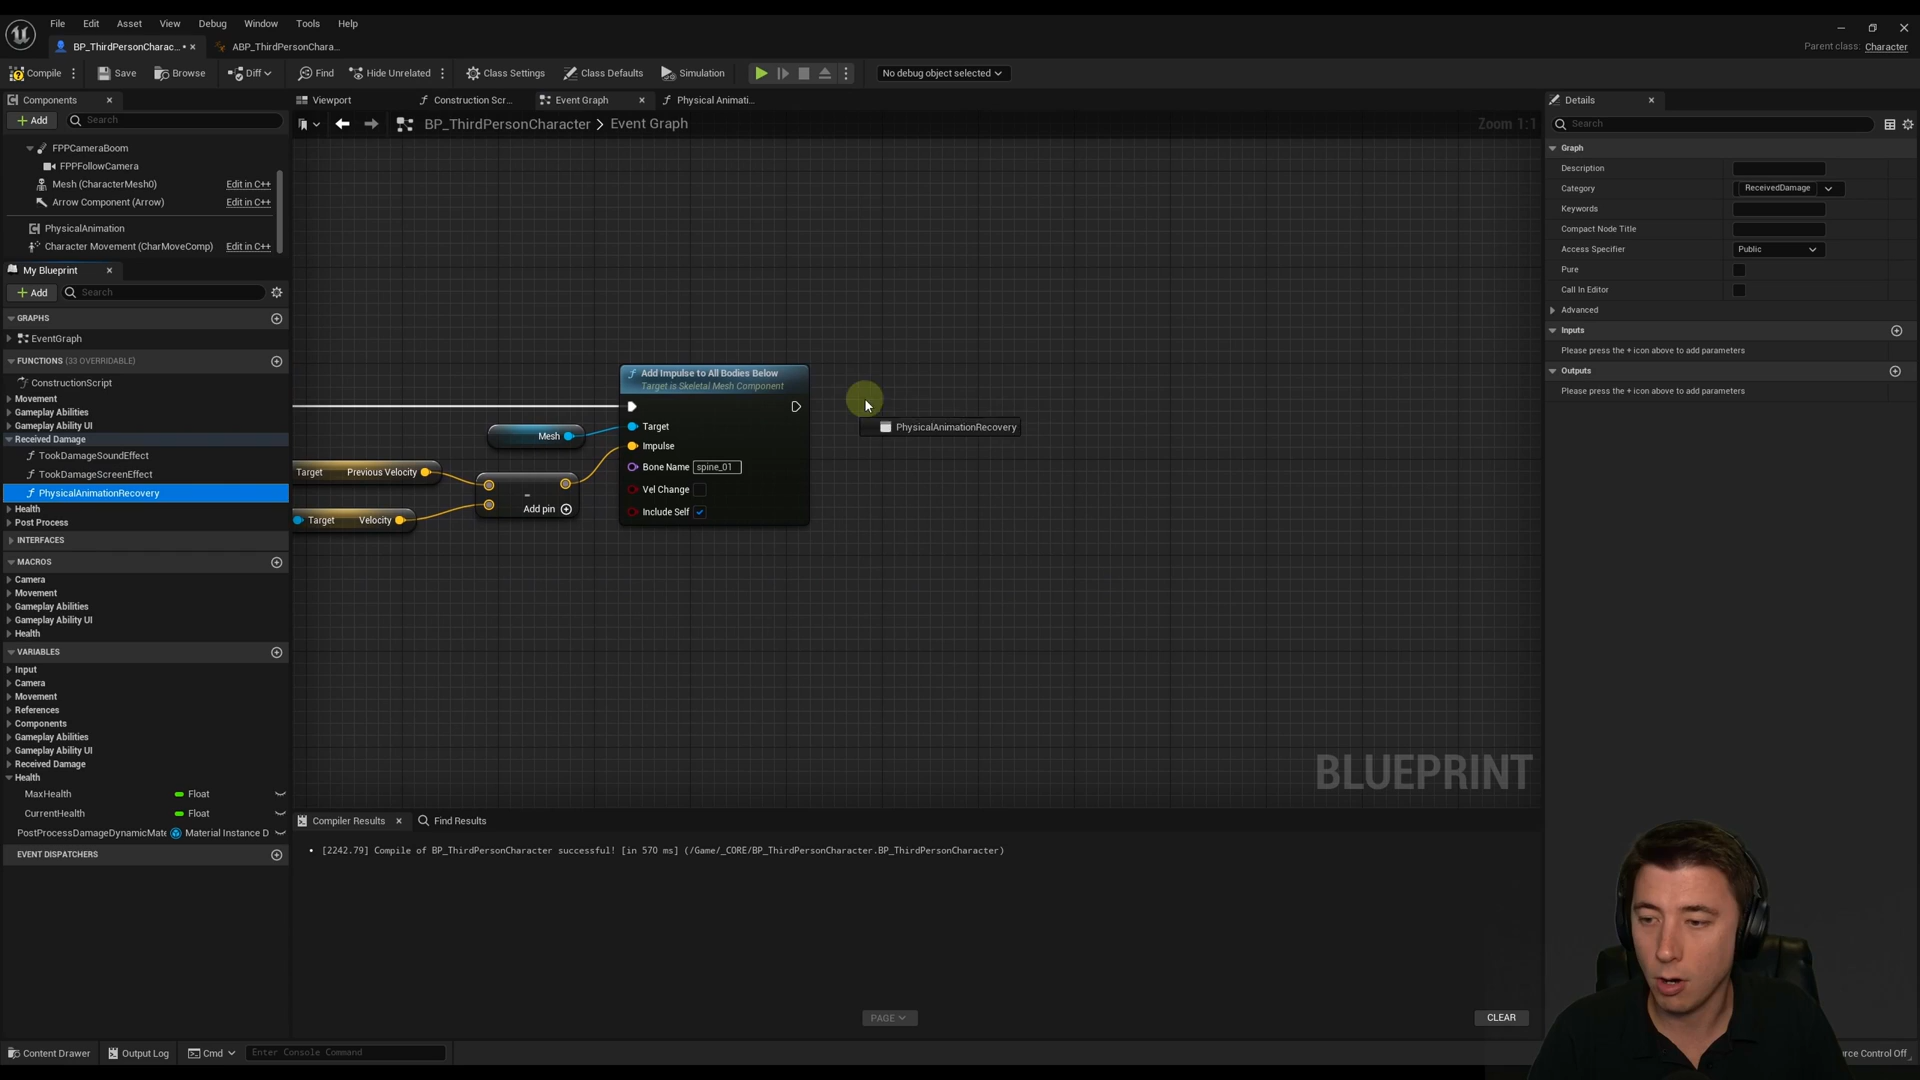 File Edit Asset View Debug Window Tools Help
BP_ThirdPersonCharac... • ×
ABP_ThirdPersonChara...
Parent class: Character
Compile
Save
Browse
Diff
Find
Hide Unrelated
Class Settings
Class Defaults
Simulation
No debug object selected
Components ×
+ Add
Search
FPPCameraBoom
FPPFollowCamera
Mesh (CharacterMesh0) Edit in C++
Arrow Component (Arrow) Edit in C++
PhysicalAnimation
Character Movement (CharMoveComp) Edit in C++
My Blueprint ×
+ Add
Search
GRAPHS
EventGraph
FUNCTIONS (33 OVERRIDABLE)
ConstructionScript
Movement
Gameplay Abilities
Gameplay Ability UI
Received Damage
TookDamageSoundEffect
TookDamageScreenEffect
PhysicalAnimationRecovery
Health
Post Process
INTERFACES
MACROS
Camera
Movement
Gameplay Abilities
Gameplay Ability UI
Health
VARIABLES
Input
Camera
Movement
References
Components
Gameplay Abilities
Gameplay Ability UI
Received Damage
Health
MaxHealth Float
CurrentHealth Float
PostProcessDamageDynamicMate Material Instance D
EVENT DISPATCHERS
Viewport
Construction Scr...
Event Graph ×
Physical Animati...
BP_ThirdPersonCharacter > Event Graph
Zoom 1:1
Add Impulse to All Bodies Below
Target is Skeletal Mesh Component
Mesh
Target
Impulse
Bone Name spine_01
Vel Change
Include Self
Target Previous Velocity
Target Velocity
-
Add pin
PhysicalAnimationRecovery
BLUEPRINT
Compiler Results ×
Find Results
• [2242.79] Compile of BP_ThirdPersonCharacter successful! [in 570 ms] (/Game/_CORE/BP_ThirdPersonCharacter.BP_ThirdPersonCharacter)
PAGE
CLEAR
Details ×
Search
Graph
Description
Category ReceivedDamage
Keywords
Compact Node Title
Access Specifier Public
Pure
Call In Editor
Advanced
Inputs
Please press the + icon above to add parameters
Outputs
Please press the + icon above to add parameters
Content Drawer
Output Log
Cmd
Enter Console Command
rce Control Off